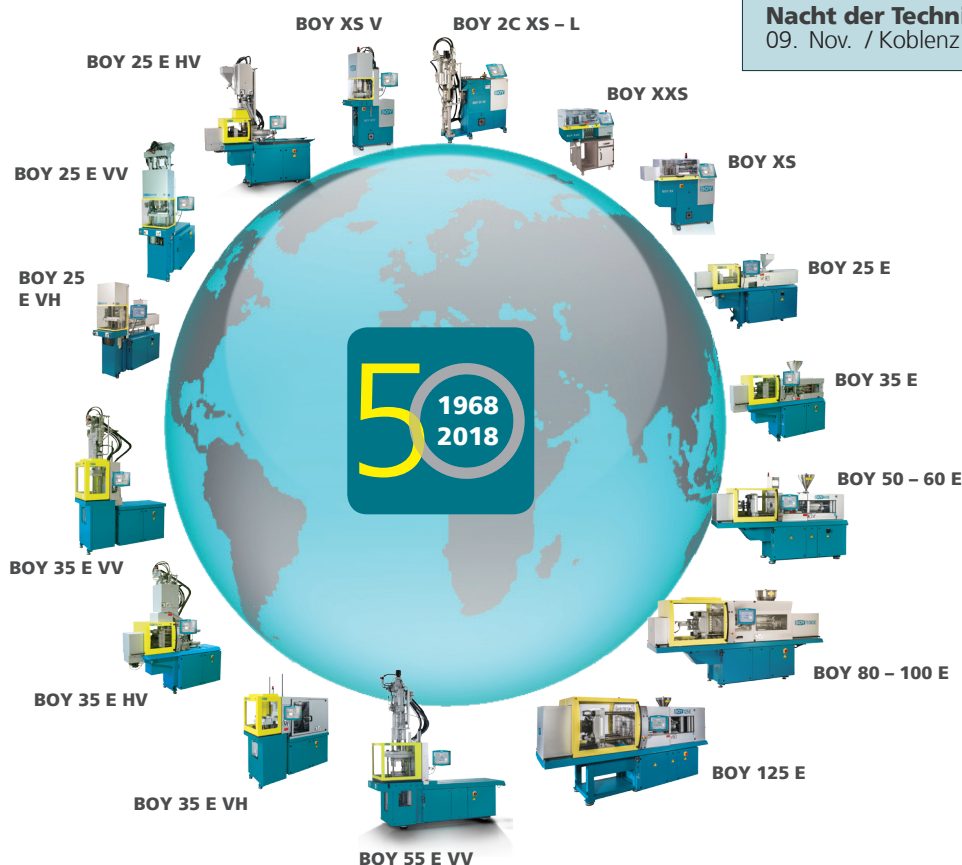 Nacht der Techni
09. Nov. / Koblenz
BOY XS V
BOY 2C XS – L
BOY 25 E HV
BOY XXS
BOY XS
BOY 25 E VV
BOY 25 E
BOY 25
E VH
BOY 35 E
50
1968
2018
BOY 50 – 60 E
BOY 35 E VV
BOY 80 – 100 E
BOY 35 E HV
BOY 125 E
BOY 35 E VH
BOY 55 E VV